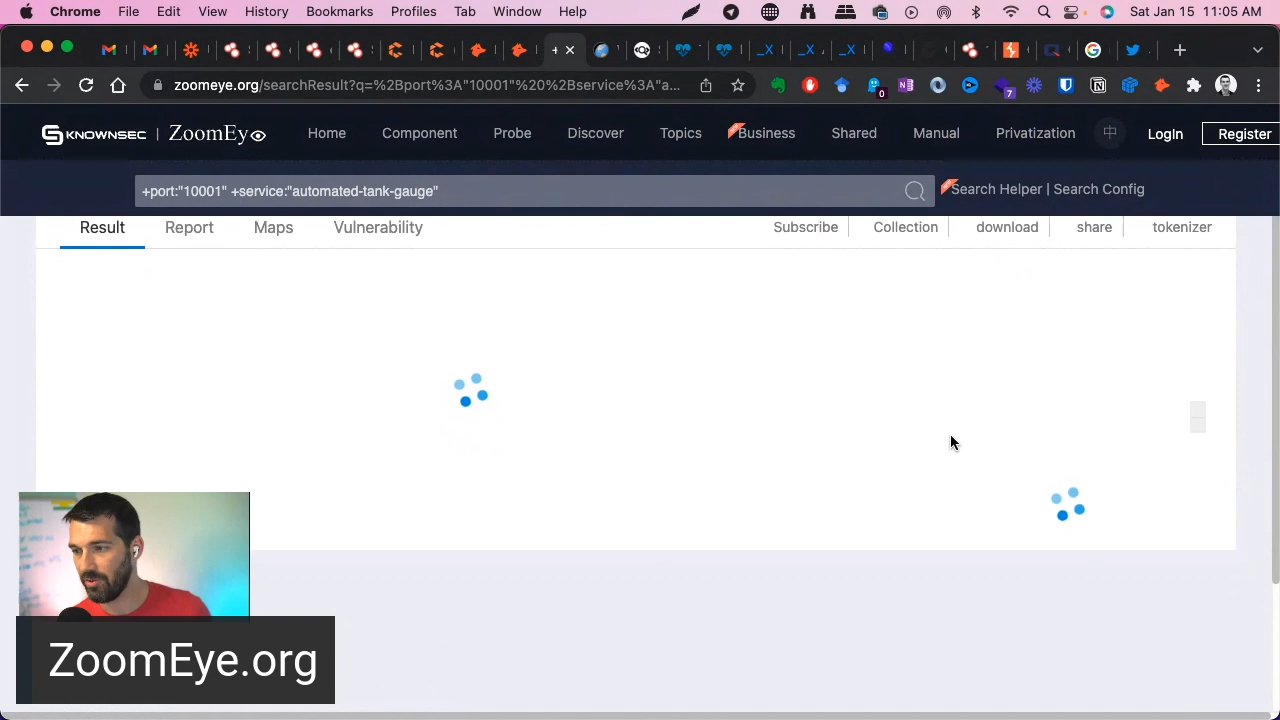 Chrome File Edit View History Bookmarks Profiles Tab Window Help Sat Jan 15 11:05 AM
zoomeye.org/searchResult?q=%2Bport%3A"10001"%20%2Bservice%3A"a...
0
7
KNOWNSEC | ZoomEye Home Component Probe Discover Topics Business Shared Manual Privatization 中 LogIn Register
+port:"10001" +service:"automated-tank-gauge" Search Helper | Search Config
Result Report Maps Vulnerability Subscribe Collection download share tokenizer
ZoomEye.org